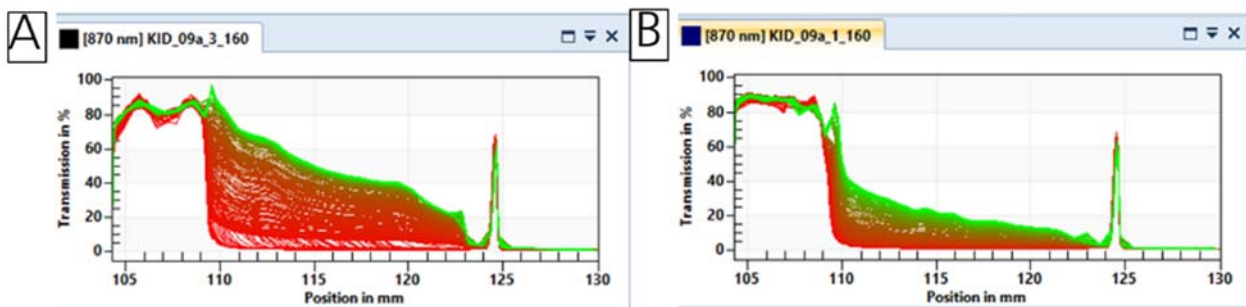 A
[870 nm] KID_09a_3_160
100
80
60
40
20
0
Transmission in %
105 110 115 120 125 130
Position in mm
B
[870 nm] KID_09a_1_160
100
80
60
40
20
0
Transmission in %
105 110 115 120 125 130
Position in mm